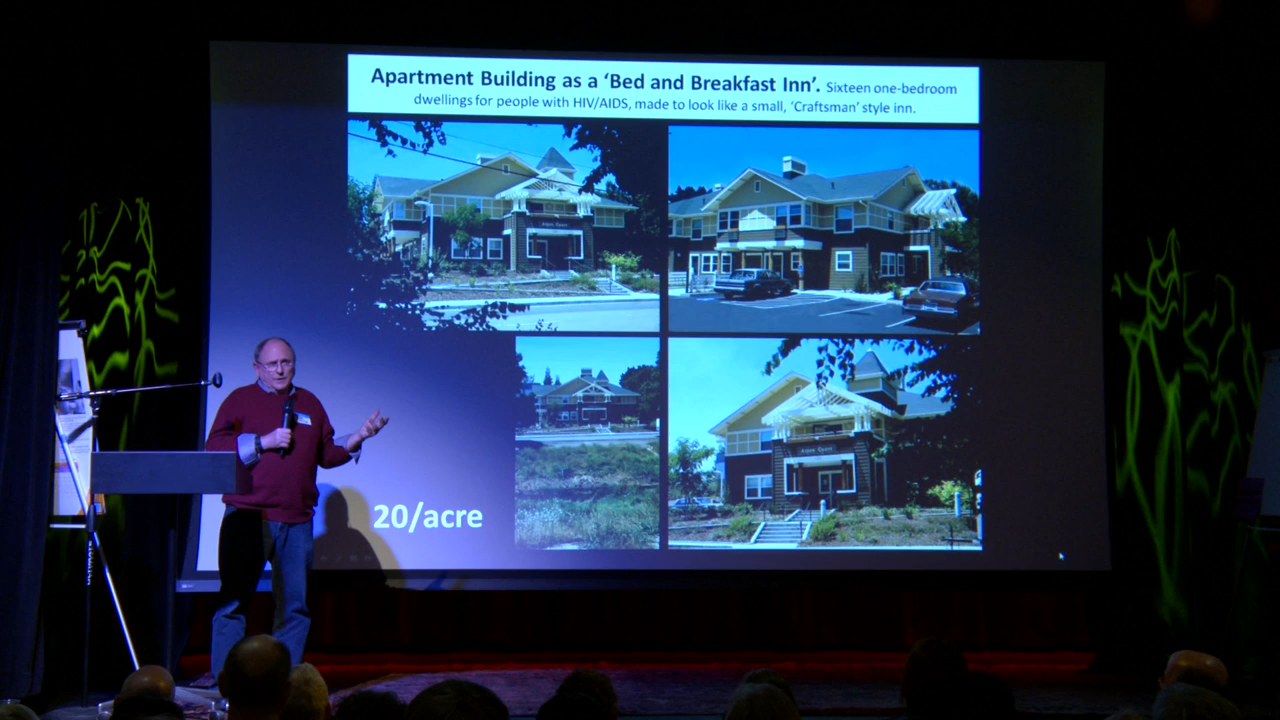 Apartment Building as a ‘Bed and Breakfast Inn’. Sixteen one-bedroom
dwellings for people with HIV/AIDS, made to look like a small, ‘Craftsman’ style inn.
20/acre